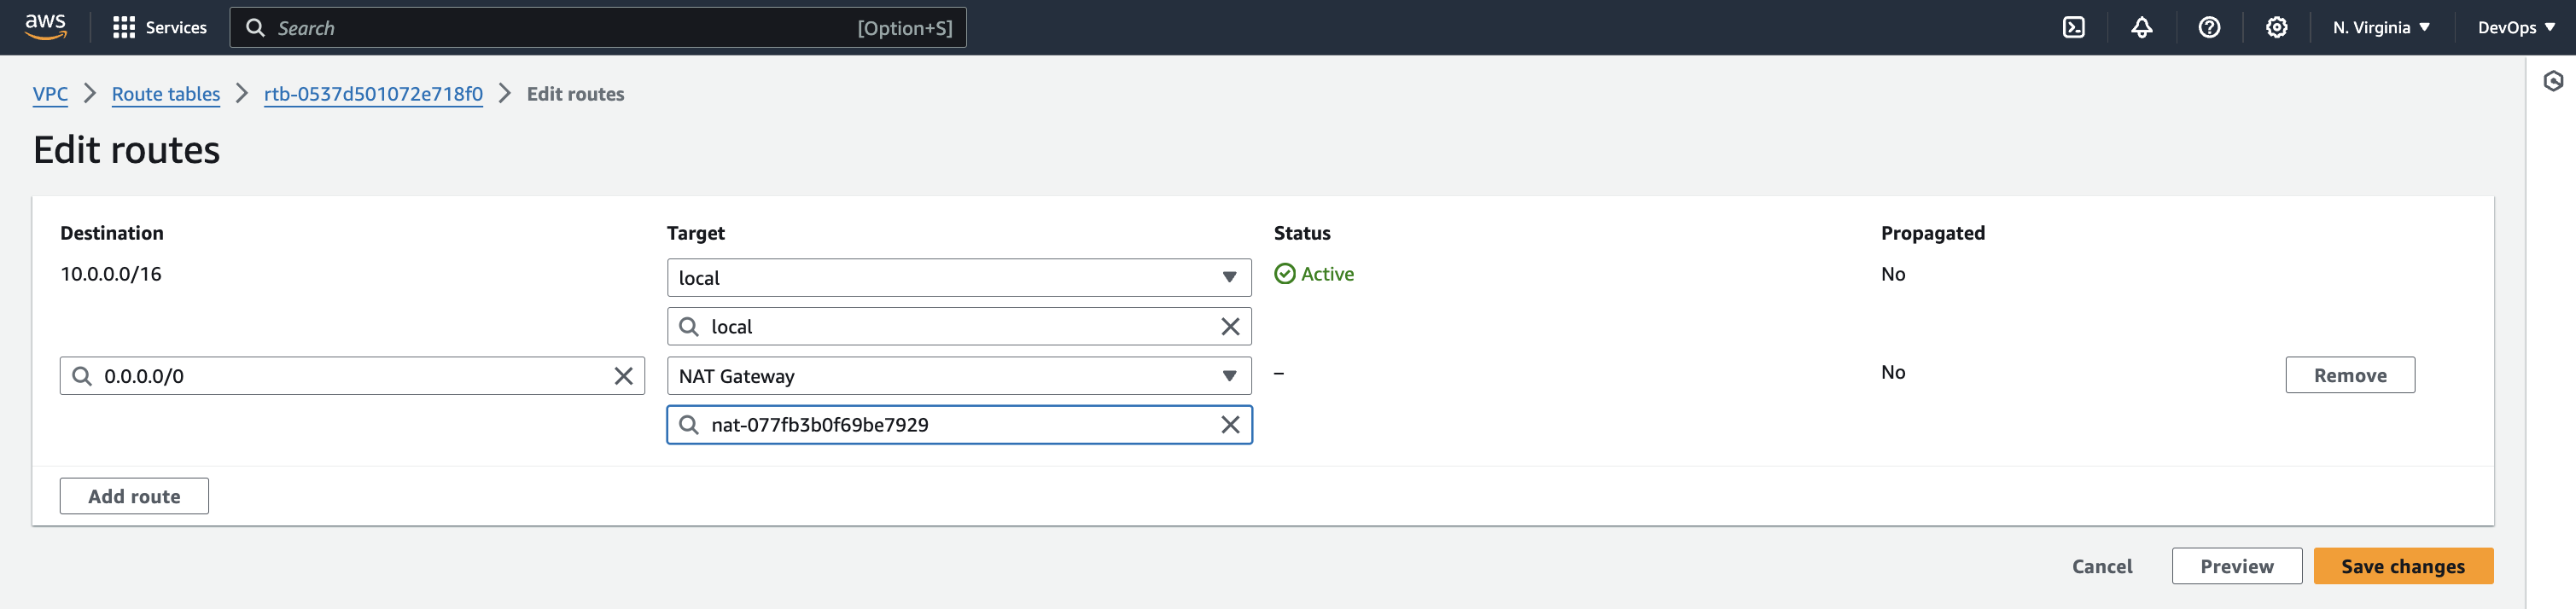 aws
Services
Search
[Option+S]
N. Virginia
DevOps
VPC > Route tables > rtb-0537d501072e718f0 > Edit routes
Edit routes
Destination Target Status Propagated
10.0.0.0/16 local Active No
local
0.0.0.0/0 NAT Gateway – No Remove
nat-077fb3b0f69be7929
Add route
Cancel Preview Save changes